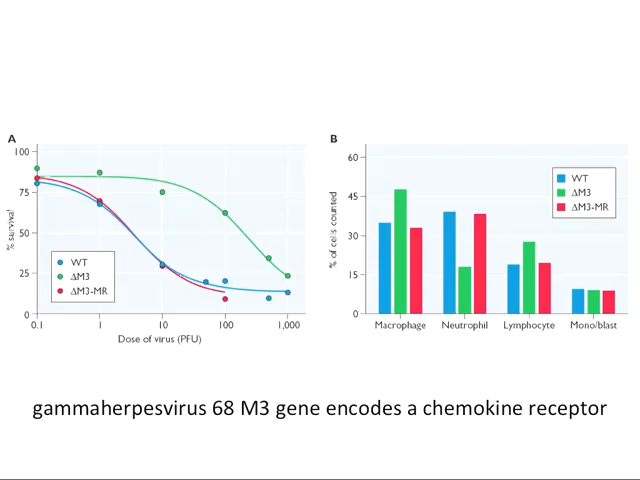 A
100
75
50
25
0
% survival
WT
ΔM3
ΔM3-MR
0.1 1 10 100 1,000
Dose of virus (PFU)
B
60
45
30
15
0
% of cells counted
WT
ΔM3
ΔM3-MR
Macrophage Neutrophil Lymphocyte Mono/blast
gammaherpesvirus 68 M3 gene encodes a chemokine receptor